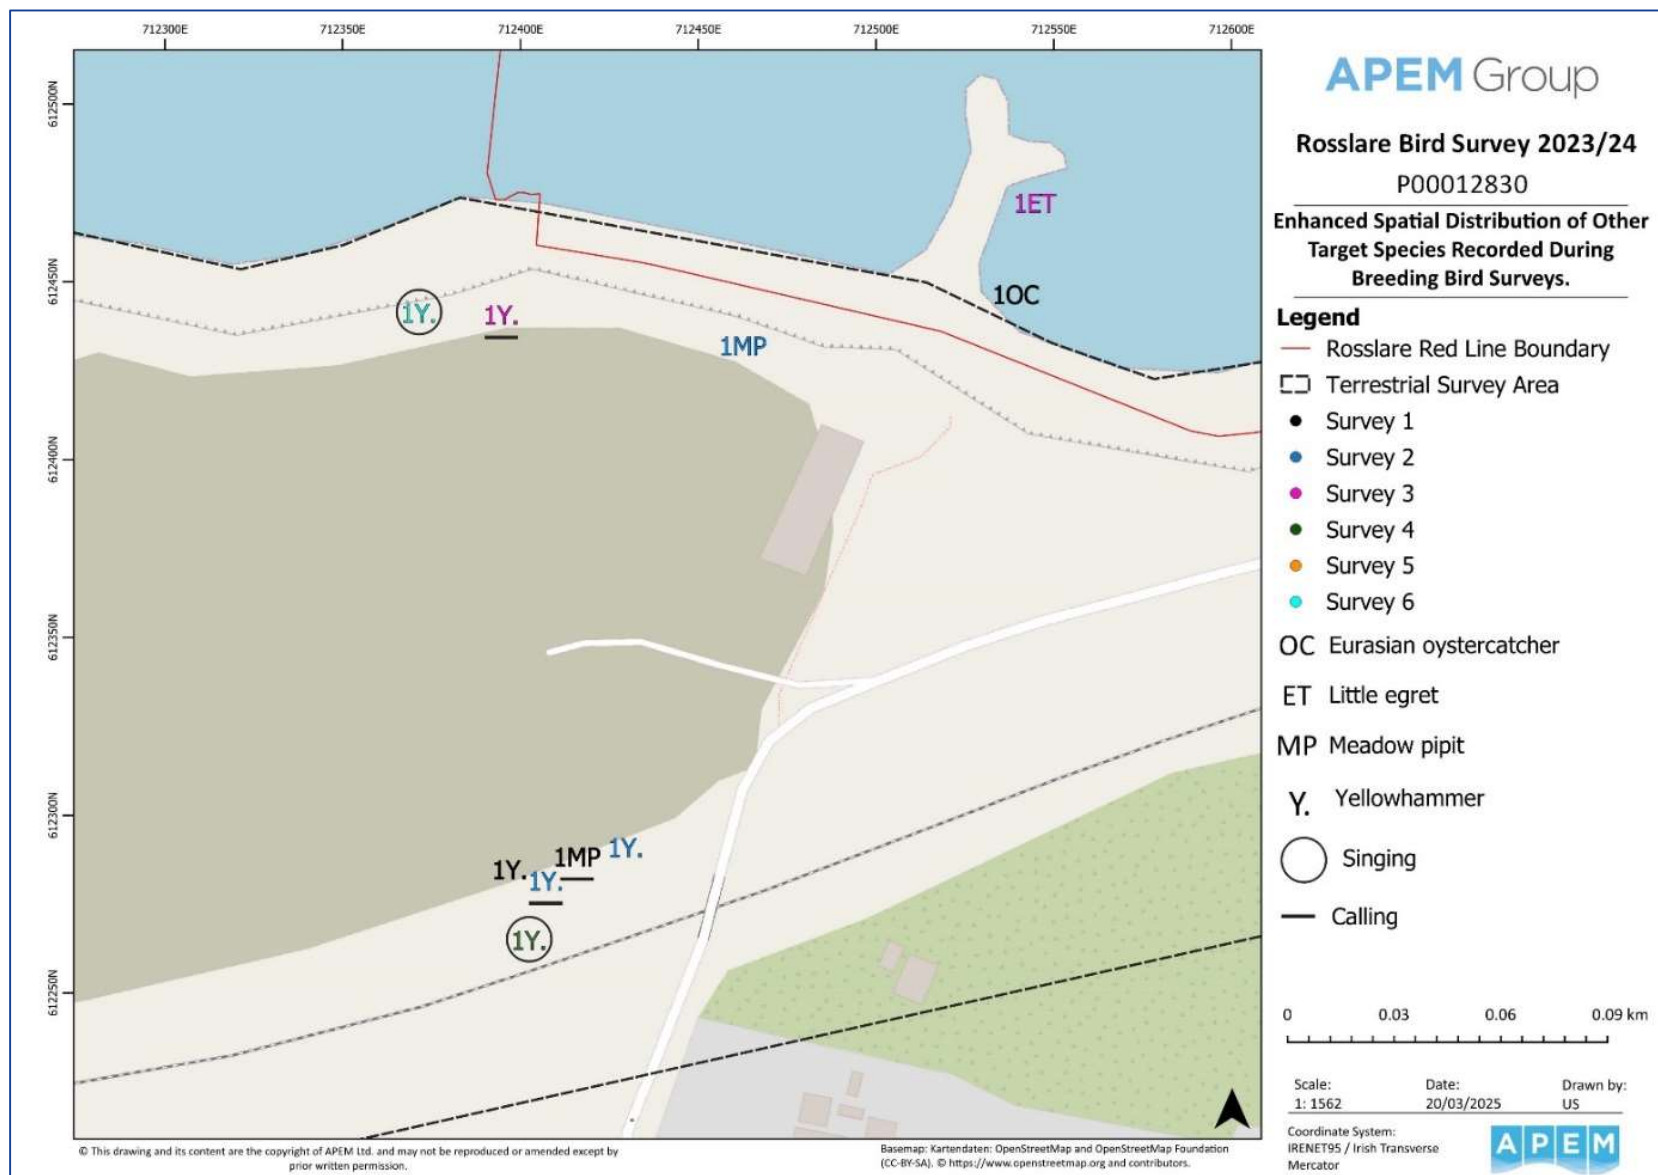 712300E 712350E 712400E 712450E 712500E 712550E 712600E
612500N
612450N
612400N
612350N
612300N
612250N
1ET
1OC
1Y.
1Y.
1MP
1Y.
1MP
1Y.
1Y.
1Y.
APEM Group
Rosslare Bird Survey 2023/24
P00012830
Enhanced Spatial Distribution of Other
Target Species Recorded During
Breeding Bird Surveys.
Legend
Rosslare Red Line Boundary
Terrestrial Survey Area
Survey 1
Survey 2
Survey 3
Survey 4
Survey 5
Survey 6
OC Eurasian oystercatcher
ET Little egret
MP Meadow pipit
Y. Yellowhammer
Singing
Calling
0 0.03 0.06 0.09 km
Scale: Date: Drawn by:
1: 1562 20/03/2025 US
Coordinate System:
IRENET95 / Irish Transverse
Mercator
APEM
© This drawing and its content are the copyright of APEM Ltd. and may not be reproduced or amended except by
prior written permission.
Basemap: Kartendaten: OpenStreetMap and OpenStreetMap Foundation
(CC-BY-SA). © https://www.openstreetmap.org and contributors.